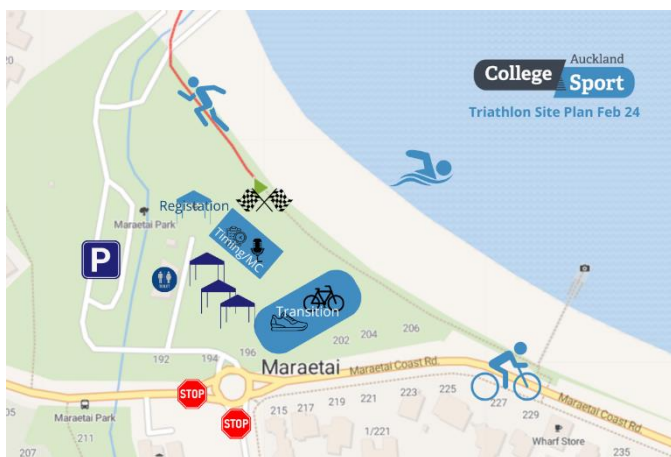 Auckland
College
Sport
Triathlon Site Plan Feb 24
Registation
Maraetai Park
Timing/MC
P
TOILET
Transition
206
204
202
192
194
196
Maraetai
Maraetai Coast Rd.
STOP
STOP
Maraetai Park
211
207
215
217
219
221
223
225
227
229
1/221
Maraetai Coast Rd.
Wharf Store
235